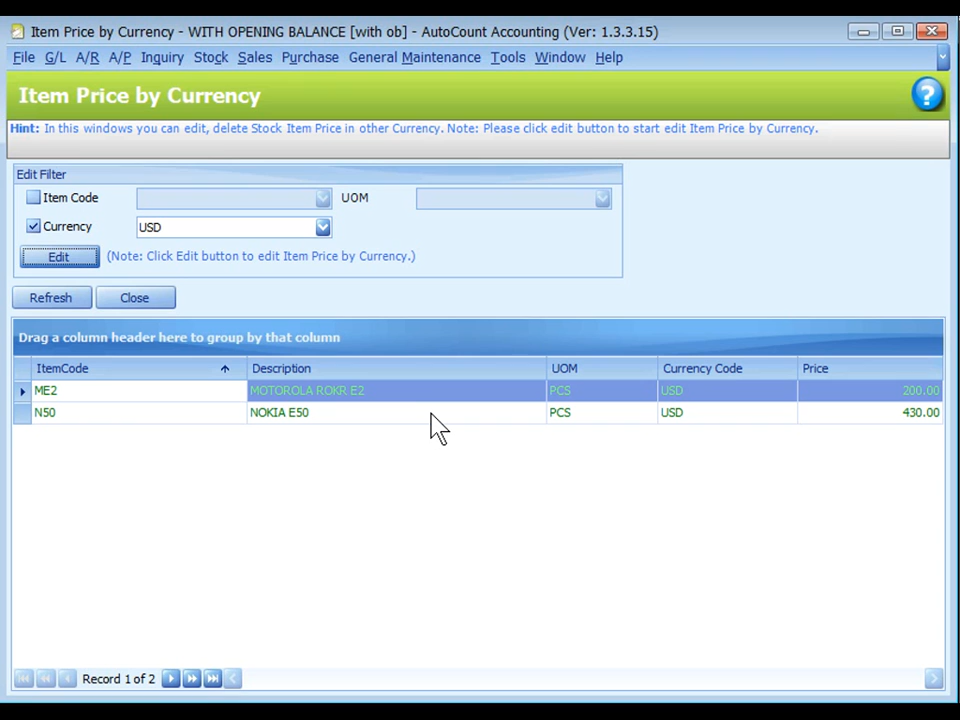 Item Price by Currency - WITH OPENING BALANCE [with ob] - AutoCount Accounting (Ver: 1.3.3.15)
File G/L A/R A/P Inquiry Stock Sales Purchase General Maintenance Tools Window Help
Item Price by Currency
?
Hint: In this windows you can edit, delete Stock Item Price in other Currency. Note: Please click edit button to start edit Item Price by Currency.
Edit Filter
Item Code UOM
Currency USD
Edit (Note: Click Edit button to edit Item Price by Currency.)
Refresh Close
Drag a column header here to group by that column
ItemCode Description UOM Currency Code Price
ME2 MOTOROLA ROKR E2 PCS USD 200.00
N50 NOKIA E50 PCS USD 430.00
Record 1 of 2